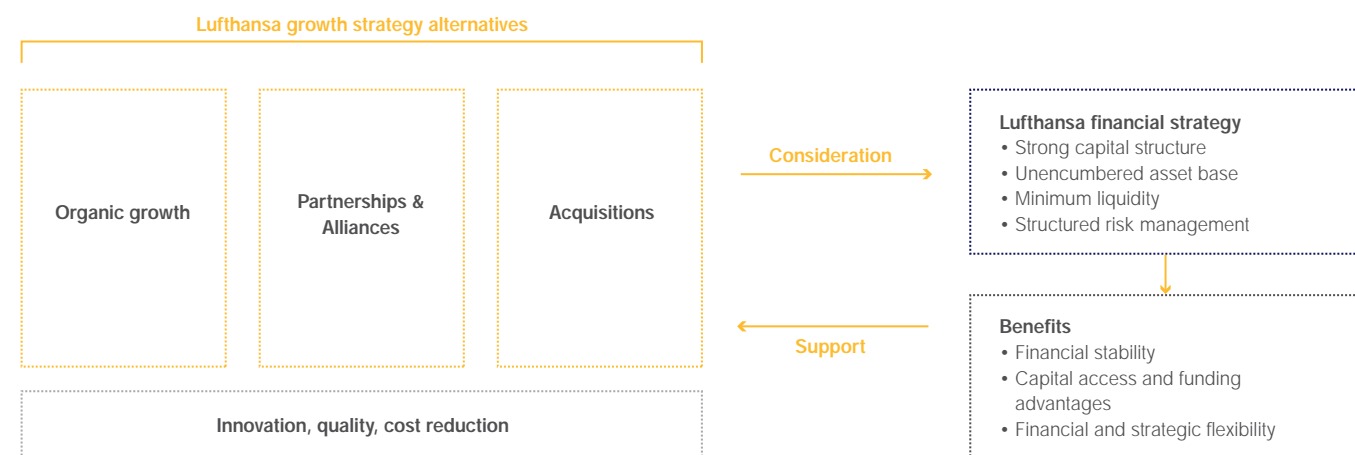 Lufthansa growth strategy alternatives
Organic growth
Partnerships &
Alliances
Acquisitions
Innovation, quality, cost reduction
Consideration
Support
Lufthansa financial strategy
• Strong capital structure
• Unencumbered asset base
• Minimum liquidity
• Structured risk management
Benefits
• Financial stability
• Capital access and funding
advantages
• Financial and strategic flexibility